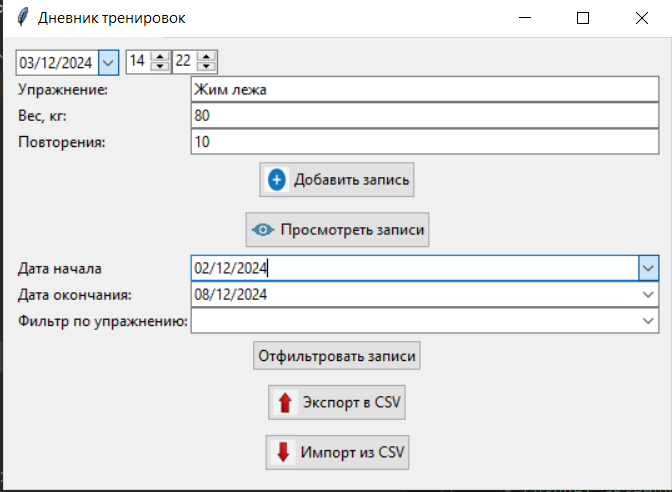 Дневник тренировок
03/12/2024 14 22
Упражнение: Жим лежа
Вес, кг: 80
Повторения: 10
Добавить запись
Просмотреть записи
Дата начала 02/12/2024
Дата окончания: 08/12/2024
Фильтр по упражнению:
Отфильтровать записи
Экспорт в CSV
Импорт из CSV